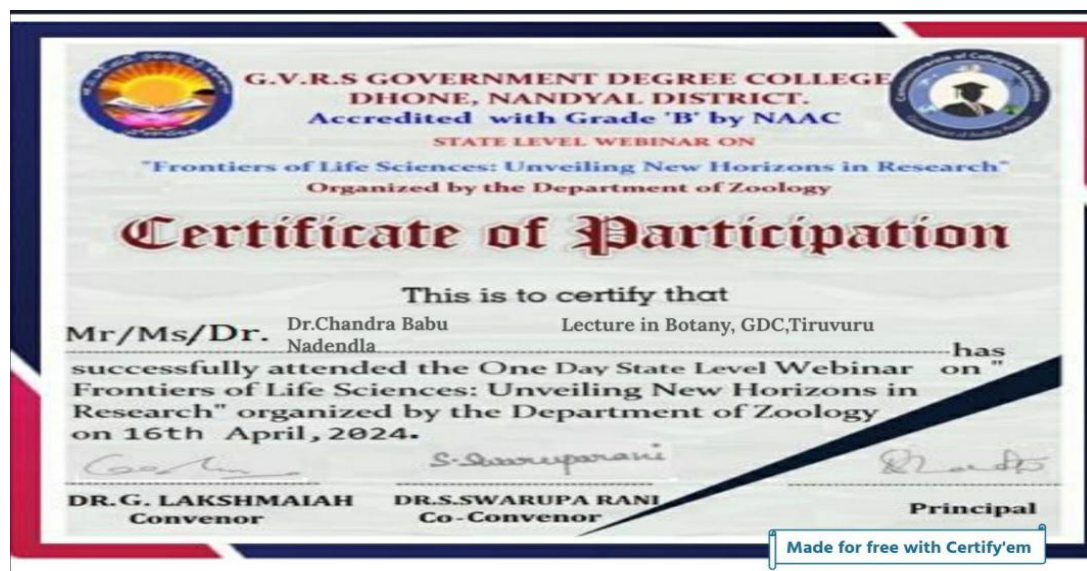 G.V.R.S GOVERNMENT DEGREE COLLEGE
DHONE, NANDYAL DISTRICT.
Accredited with Grade 'B' by NAAC
STATE LEVEL WEBINAR ON
"Frontiers of Life Sciences: Unveiling New Horizons in Research"
Organized by the Department of Zoology
Certificate of Participation
This is to certify that
Mr/Ms/Dr. Dr.Chandra Babu Nadendla Lecture in Botany, GDC,Tiruvuru
has
successfully attended the One Day State Level Webinar on "
Frontiers of Life Sciences: Unveiling New Horizons in
Research" organized by the Department of Zoology
on 16th April, 2024.
S. Swaruparani
DR.G. LAKSHMAIAH DR.S.SWARUPA RANI
Convenor Co-Convenor Principal
Made for free with Certify'em